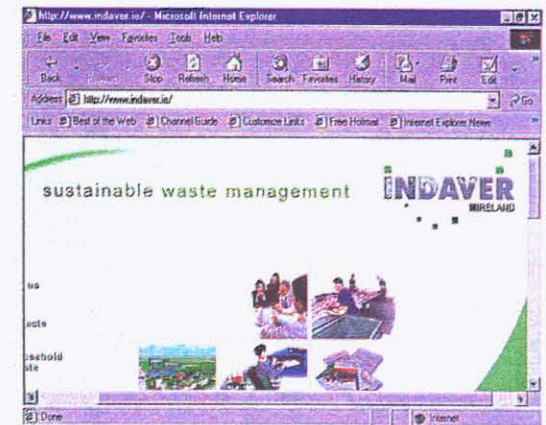 http://www.indaver.ie/ - Microsoft Internet Explorer
File Edit View Favorites Tools Help
Back Forward Stop Refresh Home Search Favorites History Mail Print Edit
Address http://www.indaver.ie/ Go
Links Best of the Web Channel Guide Customize Links Free Hotmail Internet Explorer News
sustainable waste management
INDAVER
IRELAND
us
aste
usehold
ste
Done Internet